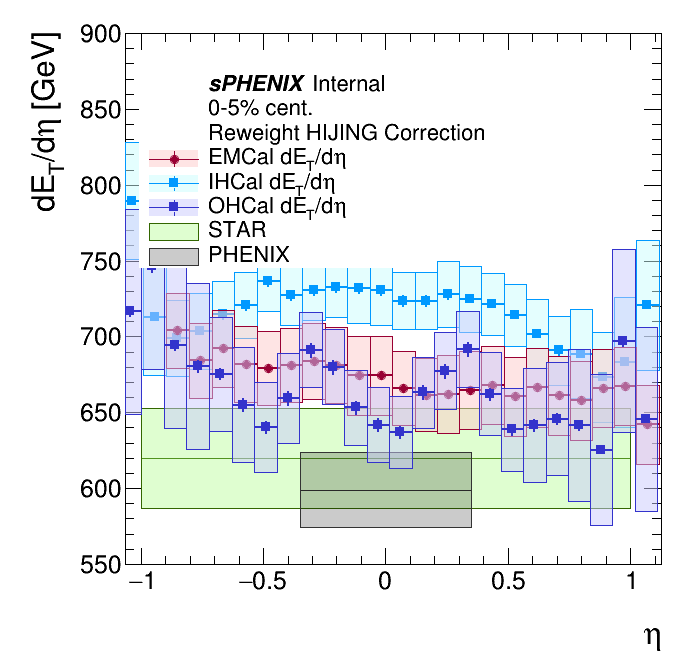 dE_T/dη [GeV]
900
850
800
750
700
650
600
550
sPHENIX Internal
0-5% cent.
Reweight HIJING Correction
EMCal dE_T/dη
IHCal dE_T/dη
OHCal dE_T/dη
STAR
PHENIX
−1
−0.5
0
0.5
1
η